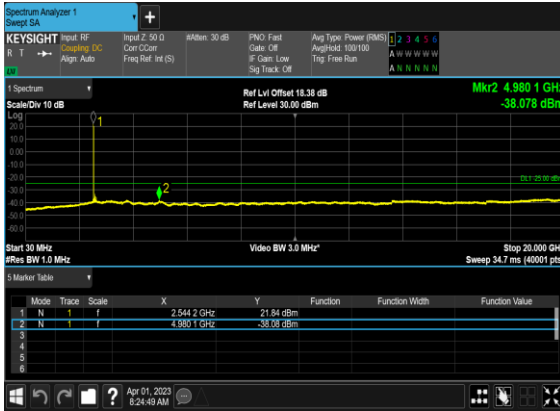 Spectrum Analyzer 1
Swept SA
+
KEYSIGHT Input: RF Input Z: 50 Ω #Atten: 30 dB PNO: Fast Avg Type: Power (RMS) 1 2 3 4 5 6
R T Coupling: DC Corr CCorr Gate: Off Avg|Hold: 100/100 A W W W W W
Align: Auto Freq Ref: Int (S) IF Gain: Low Trig: Free Run
Sig Track: Off A N N N N N
1 Spectrum Ref Lvl Offset 18.38 dB Mkr2 4.980 1 GHz
Scale/Div 10 dB Ref Level 30.00 dBm -38.078 dBm
Log
20.0
10.0
0.00
-10.0
-20.0
-30.0
-40.0
-50.0
-60.0
1
2
Start 30 MHz Video BW 3.0 MHz* Stop 20.000 GH
#Res BW 1.0 MHz Sweep 34.7 ms (40001 pts
5 Marker Table
Mode Trace Scale X Y Function Function Width Function Value
1 N 1 f 2.544 2 GHz 21.84 dBm
2 N 1 f 4.980 1 GHz -38.08 dBm
3
4
5
6
? Apr 01, 2023
8:24:49 AM